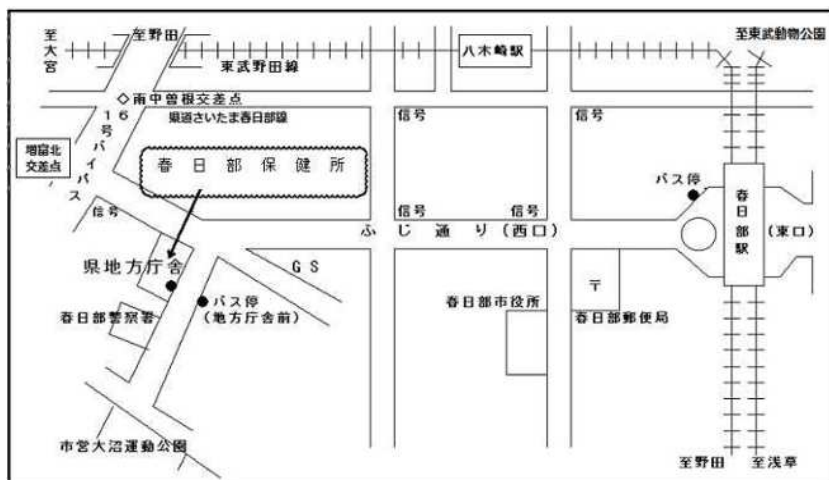 至大宮
至野田
東武野田線
八木崎駅
至東武動物公園
◇南中曽根交差点
県道さいたま春日部線
信号
信号
16号バイパス
増富北
交差点
春日部保健所
バス停
春日部駅
(東口)
信号
信号
信号
ふじ通り(西口)
県地方庁舎
GS
バス停
(地方庁舎前)
春日部警察署
春日部市役所
〒
春日部郵便局
市営大沼運動公園
至野田
至浅草